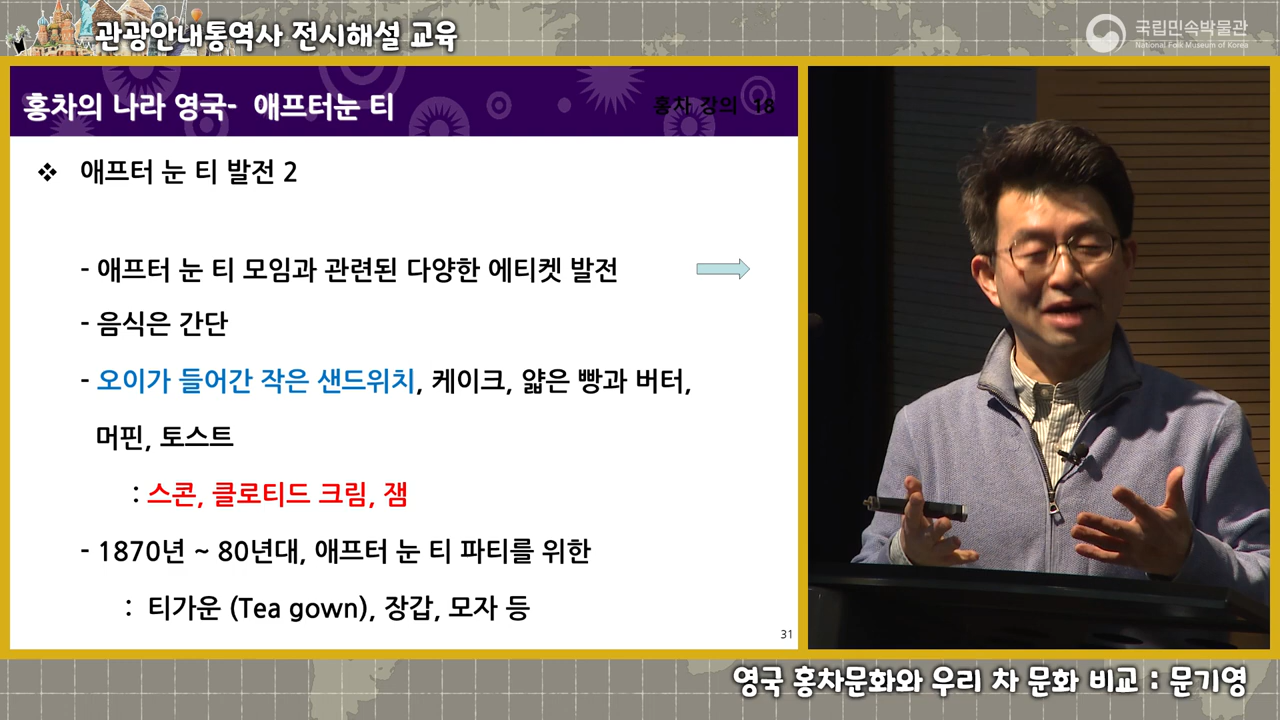 관광안내통역사 전시해설 교육
국립민속박물관
National Folk Museum of Korea
홍차의 나라 영국- 애프터눈 티
홍차 강의 18
❖ 애프터 눈 티 발전 2
- 애프터 눈 티 모임과 관련된 다양한 에티켓 발전
- 음식은 간단
- 오이가 들어간 작은 샌드위치, 케이크, 얇은 빵과 버터,
머핀, 토스트
: 스콘, 클로티드 크림, 잼
- 1870년 ~ 80년대, 애프터 눈 티 파티를 위한
: 티가운 (Tea gown), 장갑, 모자 등
31
영국 홍차문화와 우리 차 문화 비교 : 문기영